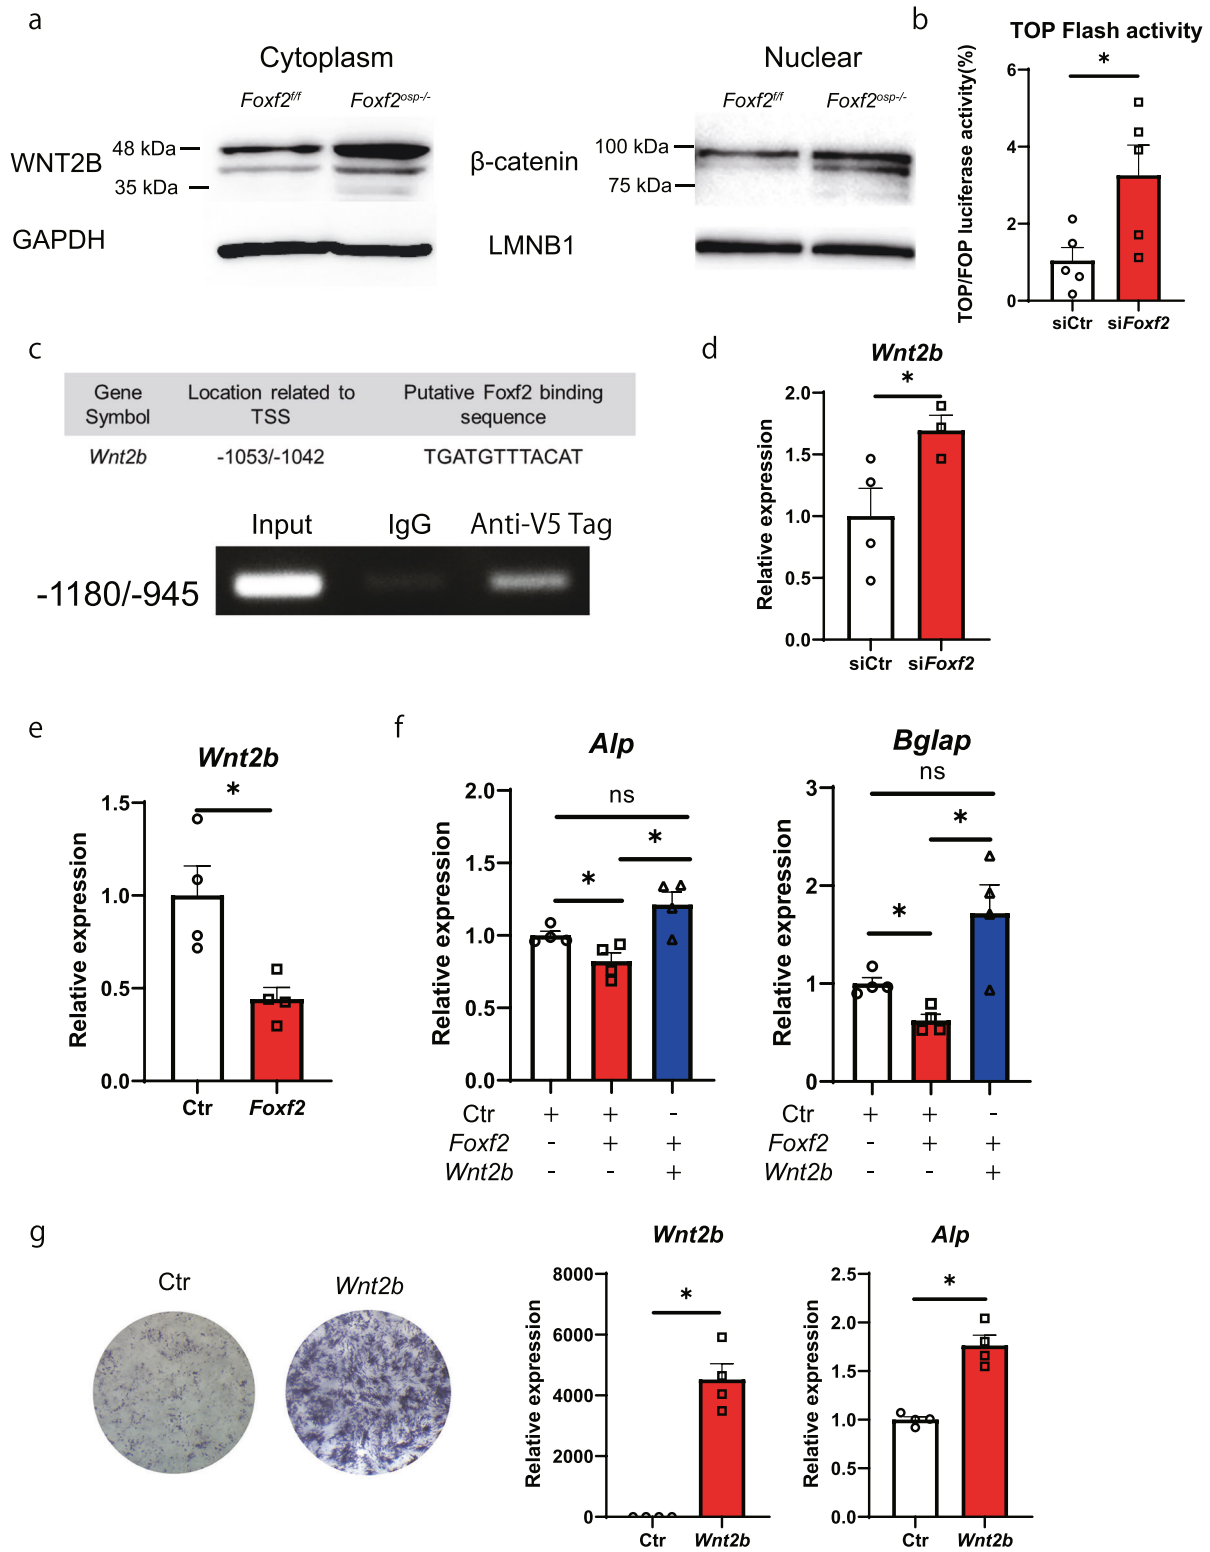 a
Cytoplasm
Foxf2f/f Foxf2osp-/-
WNT2B
48 kDa
35 kDa
GAPDH
Nuclear
Foxf2f/f Foxf2osp-/-
β-catenin
100 kDa
75 kDa
LMNB1
b
TOP Flash activity
*
TOP/FOP luciferase activity(%)
6
4
2
0
siCtr siFoxf2
c
Gene Symbol
Location related to TSS
Putative Foxf2 binding sequence
Wnt2b -1053/-1042 TGATGTTTACAT
Input IgG Anti-V5 Tag
-1180/-945
d
Wnt2b
*
Relative expression
2.0
1.5
1.0
0.5
0.0
siCtr siFoxf2
e
Wnt2b
*
Relative expression
1.5
1.0
0.5
0.0
Ctr Foxf2
f
Alp
ns
*
*
Relative expression
2.0
1.5
1.0
0.5
0.0
Ctr + + -
Foxf2 - + +
Wnt2b - - +
Bglap
ns
*
*
Relative expression
3
2
1
0
Ctr + + -
Foxf2 - + +
Wnt2b - - +
g
Ctr Wnt2b
Wnt2b
*
Relative expression
8000
6000
4000
2000
0
Ctr Wnt2b
Alp
*
Relative expression
2.5
2.0
1.5
1.0
0.5
0.0
Ctr Wnt2b